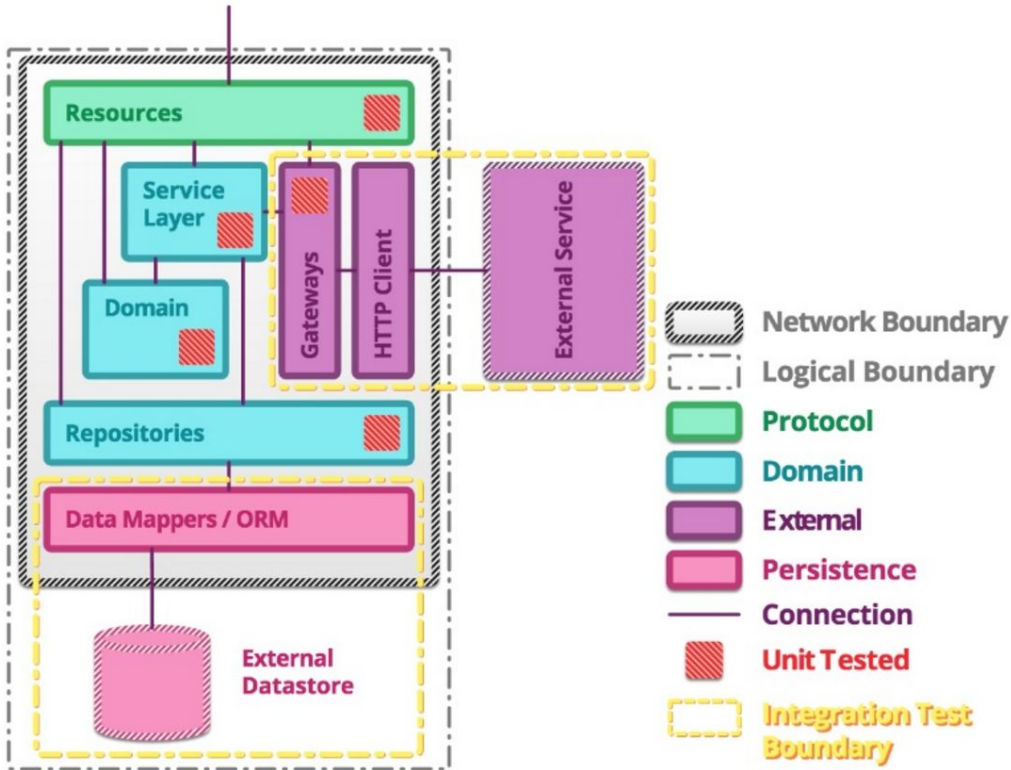 Resources
Service
Layer
Gateways
HTTP Client
External Service
Domain
Repositories
Data Mappers / ORM
External
Datastore
Network Boundary
Logical Boundary
Protocol
Domain
External
Persistence
Connection
Unit Tested
Integration Test
Boundary